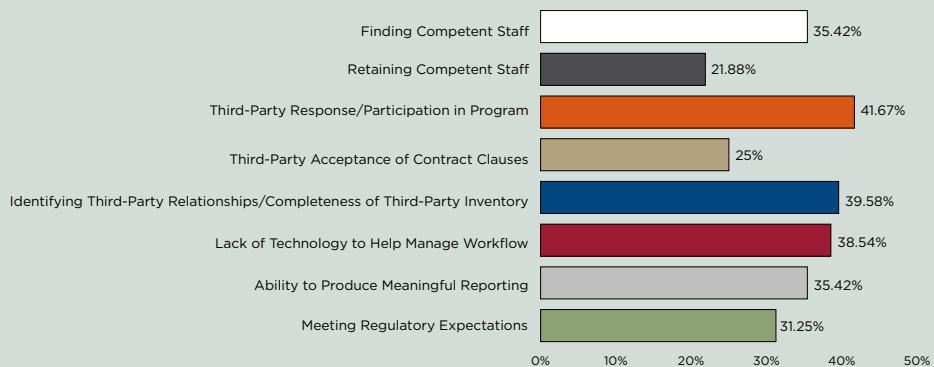 Finding Competent Staff 35.42%
Retaining Competent Staff 21.88%
Third-Party Response/Participation in Program 41.67%
Third-Party Acceptance of Contract Clauses 25%
Identifying Third-Party Relationships/Completeness of Third-Party Inventory 39.58%
Lack of Technology to Help Manage Workflow 38.54%
Ability to Produce Meaningful Reporting 35.42%
Meeting Regulatory Expectations 31.25%
0% 10% 20% 30% 40% 50%